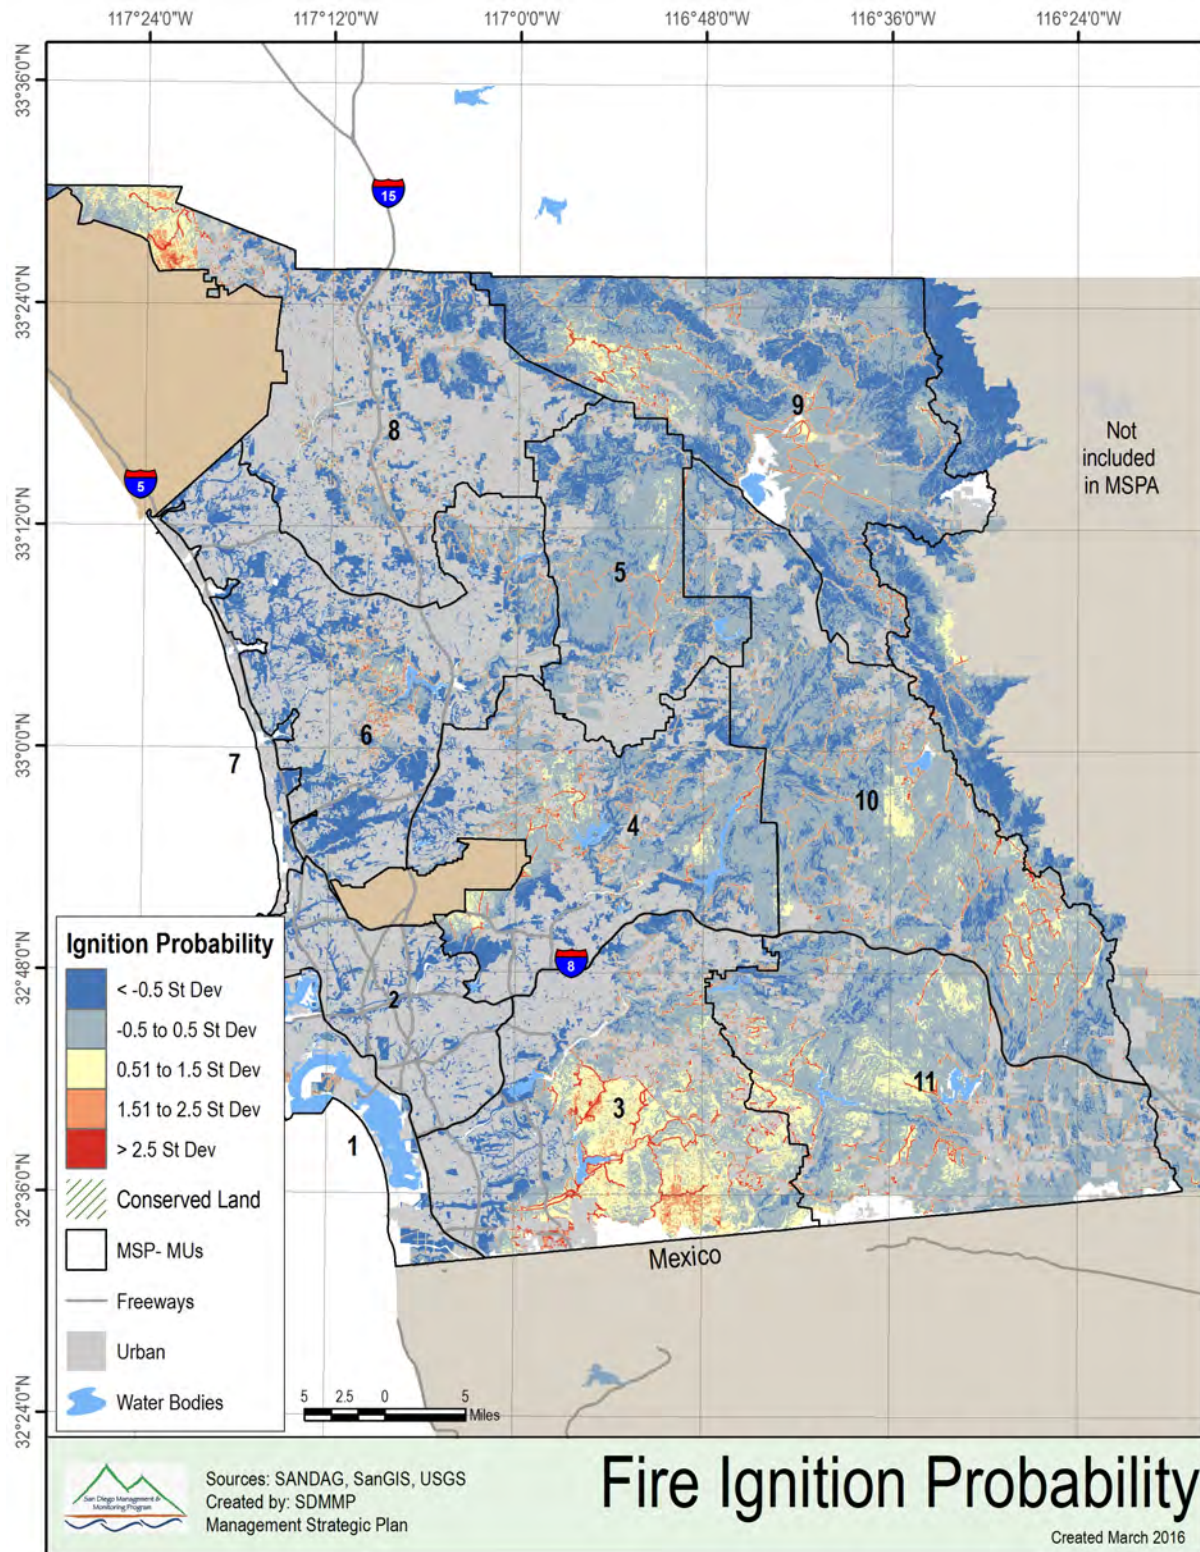 117°24'0"W
117°12'0"W
117°0'0"W
116°48'0"W
116°36'0"W
116°24'0"W
33°36'0"N
33°24'0"N
33°12'0"N
33°0'0"N
32°48'0"N
32°36'0"N
32°24'0"N
15
9
8
Not
included
in MSPA
5
5
6
7
10
4
8
2
3
11
1
Mexico
Ignition Probability
< -0.5 St Dev
-0.5 to 0.5 St Dev
0.51 to 1.5 St Dev
1.51 to 2.5 St Dev
> 2.5 St Dev
Conserved Land
MSP- MUs
Freeways
Urban
Water Bodies
5 2.5 0 5
Miles
San Diego Management &
Monitoring Program
Sources: SANDAG, SanGIS, USGS
Created by: SDMMP
Management Strategic Plan
Fire Ignition Probability
Created March 2016